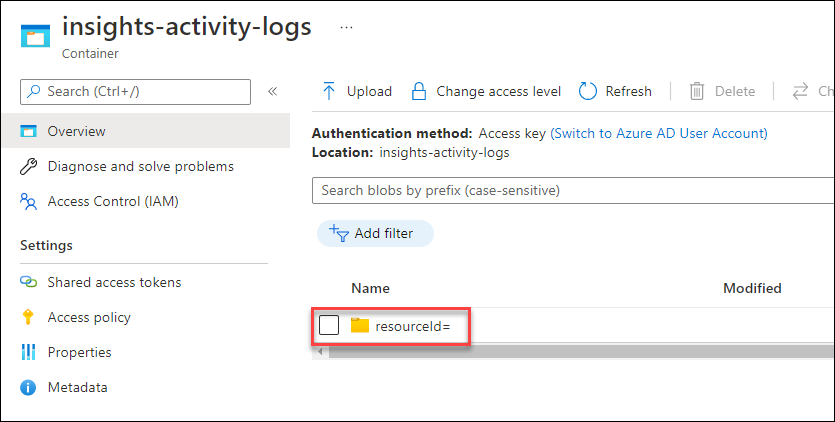 insights-activity-logs ...
Container
Search (Ctrl+/)
«
Overview
Diagnose and solve problems
Access Control (IAM)
Settings
Shared access tokens
Access policy
Properties
Metadata
Upload Change access level Refresh Delete Ch
Authentication method: Access key (Switch to Azure AD User Account)
Location: insights-activity-logs
Search blobs by prefix (case-sensitive)
Add filter
Name Modified
resourceId=